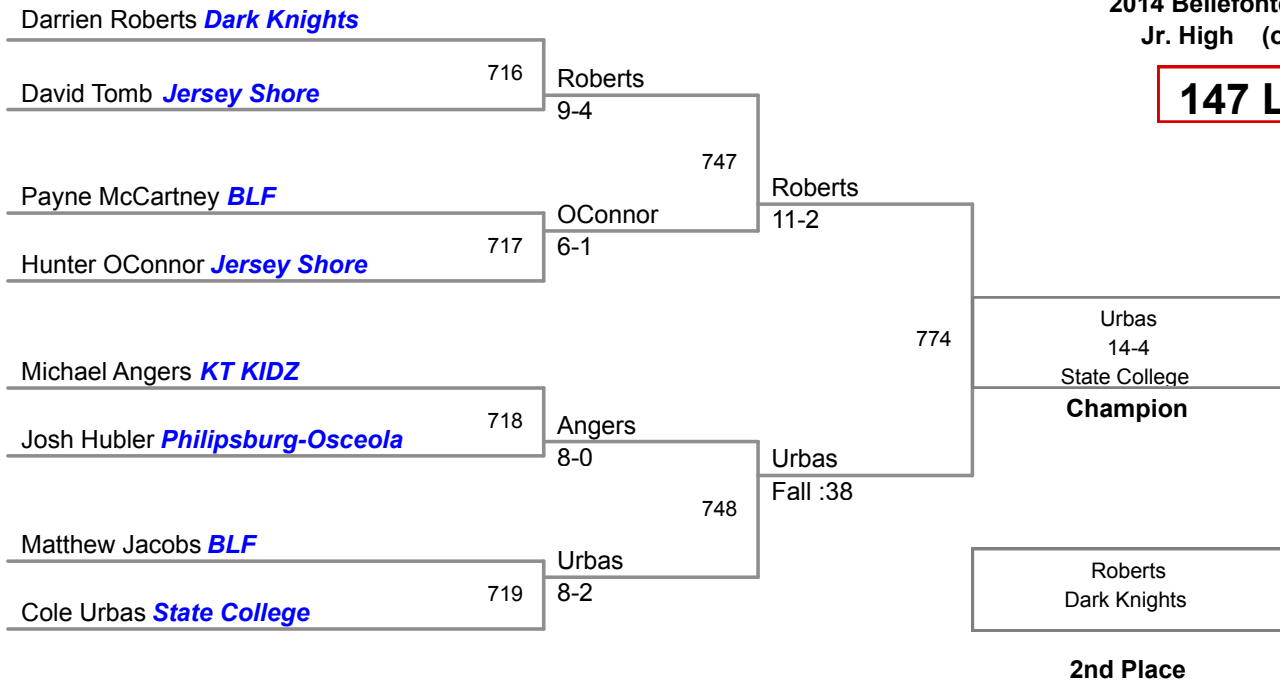 Darrien Roberts Dark Knights
2014 Bellefonte
Jr. High (
147 L
716
Roberts
David Tomb Jersey Shore
9-4
747
Payne McCartney BLF
Roberts
OConnor
11-2
717
6-1
Hunter OConnor Jersey Shore
Urbas
774
14-4
Michael Angers KT KIDZ
State College
Champion
718
Angers
Josh Hubler Philipsburg-Osceola
8-0
Urbas
Fall :38
748
Matthew Jacobs BLF
Urbas
Roberts
719
8-2
Dark Knights
Cole Urbas State College
2nd Place